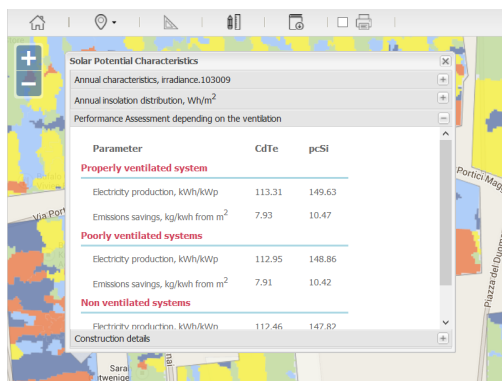 Solar Potential Characteristics
Annual characteristics, irradiance.103009
Annual insolation distribution, Wh/m2
Performance Assessment depending on the ventilation
Parameter CdTe pcSi
Properly ventilated system
Electricity production, kWh/kWp 113.31 149.63
Emissions savings, kg/kwh from m2 7.93 10.47
Poorly ventilated systems
Electricity production, kWh/kWp 112.95 148.86
Emissions savings, kg/kwh from m2 7.91 10.42
Non ventilated systems
Electricity production, kWh/kWp 112.46 147.82
Construction details
Via Port
Portici Magg
Piazza del Duomo
Saral